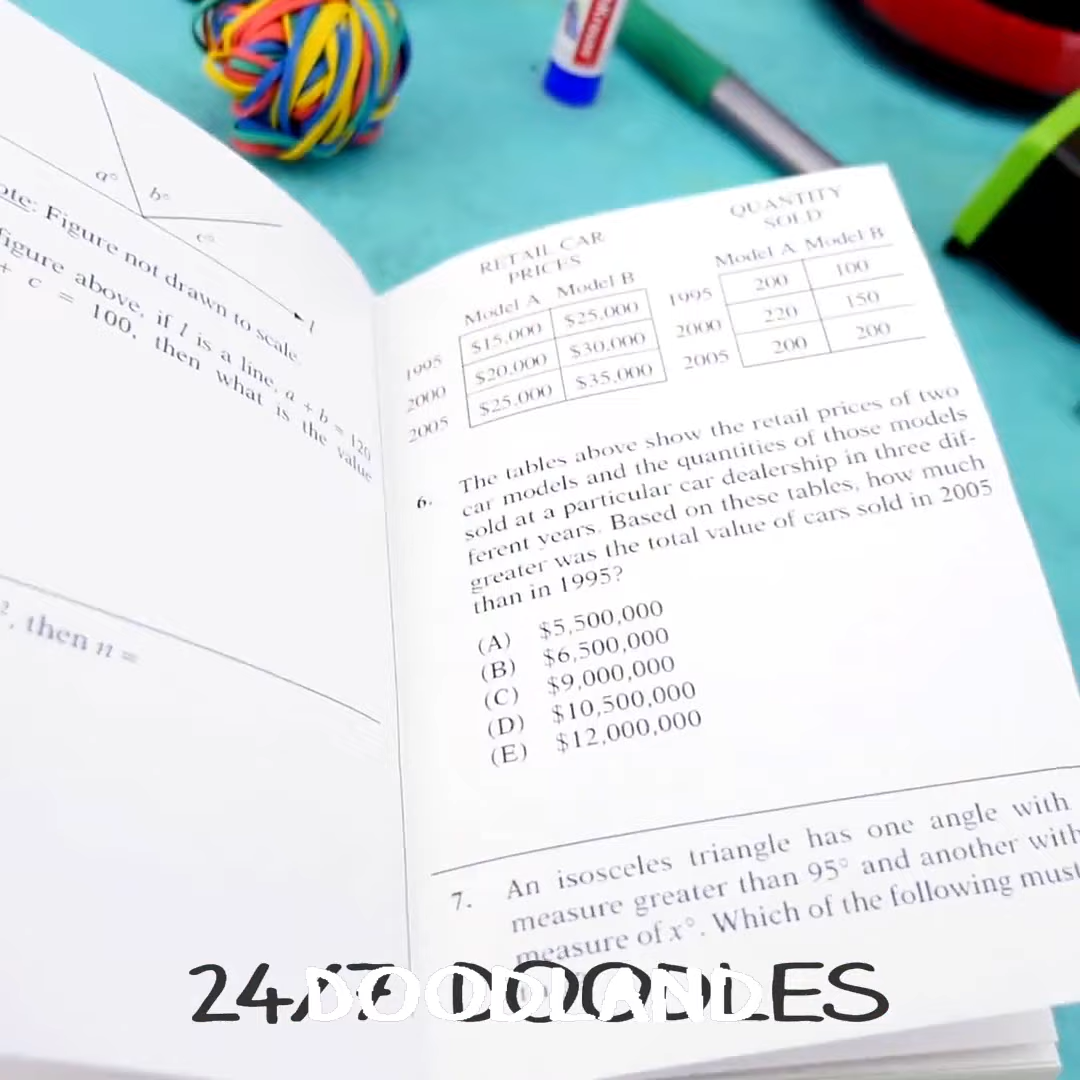 a° b°
c°
l
ote: Figure not drawn to scale.
figure above, if l is a line, a + b = 120
+ c = 100, then what is the value
², then n =
RETAIL CAR
PRICES
Model A Model B
1995 $15,000 $25,000
2000 $20,000 $30,000
2005 $25,000 $35,000
QUANTITY
SOLD
Model A Model B
1995 200 100
2000 220 150
2005 200 200
6. The tables above show the retail prices of two
car models and the quantities of those models
sold at a particular car dealership in three dif-
ferent years. Based on these tables, how much
greater was the total value of cars sold in 2005
than in 1995?
(A) $5,500,000
(B) $6,500,000
(C) $9,000,000
(D) $10,500,000
(E) $12,000,000
7. An isosceles triangle has one angle with
measure greater than 95° and another with
measure of x°. Which of the following must
24/7 DOODLES
DOODLAND